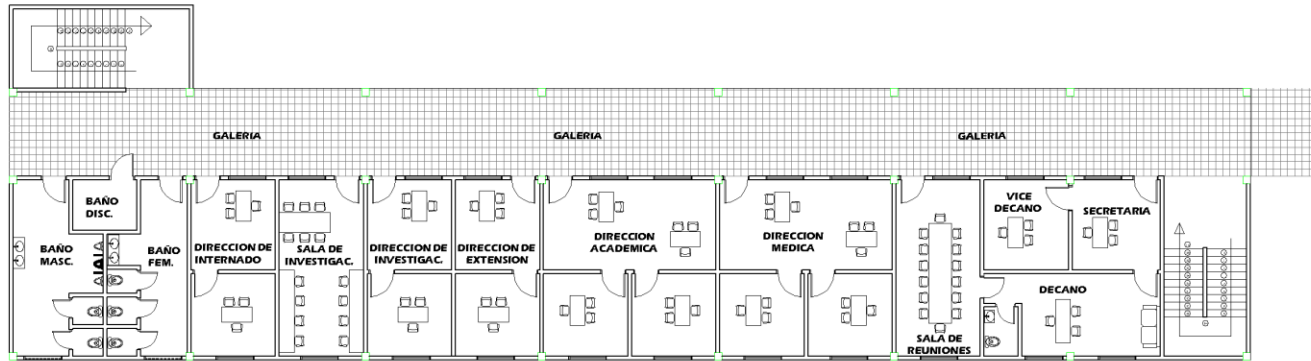 GALERIA
GALERIA
GALERIA
BAÑO
DISC.
BAÑO
MASC.
BAÑO
FEM.
DIRECCION DE
INTERNADO
SALA DE
INVESTIGAC.
DIRECCION DE
INVESTIGAC.
DIRECCION DE
EXTENSION
DIRECCION
ACADEMICA
DIRECCION
MEDICA
VICE
DECANO
SECRETARIA
DECANO
SALA DE
REUNIONES